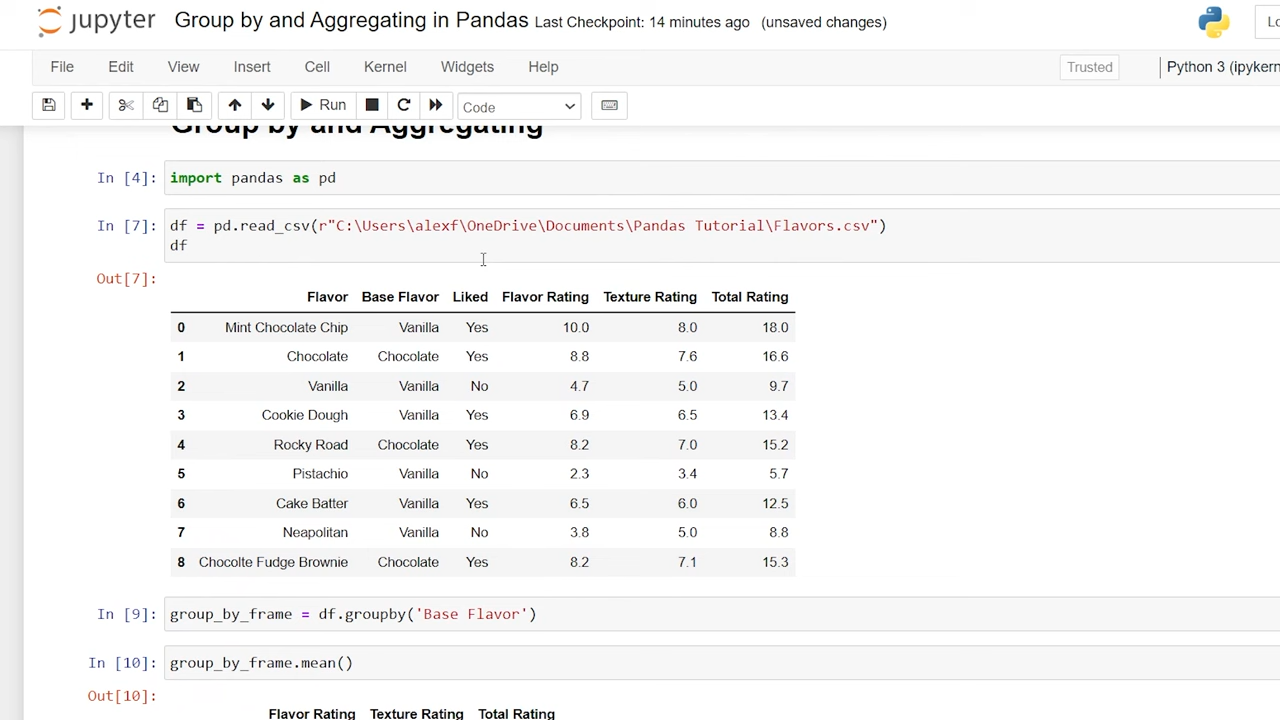 jupyter Group by and Aggregating in Pandas Last Checkpoint: 14 minutes ago (unsaved changes)
File Edit View Insert Cell Kernel Widgets Help Trusted Python 3 (ipykern
Run Code
Group by and Aggregating
In [4]: import pandas as pd
In [7]: df = pd.read_csv(r"C:\Users\alexf\OneDrive\Documents\Pandas Tutorial\Flavors.csv")
df
Out[7]:
Flavor Base Flavor Liked Flavor Rating Texture Rating Total Rating
0 Mint Chocolate Chip Vanilla Yes 10.0 8.0 18.0
1 Chocolate Chocolate Yes 8.8 7.6 16.6
2 Vanilla Vanilla No 4.7 5.0 9.7
3 Cookie Dough Vanilla Yes 6.9 6.5 13.4
4 Rocky Road Chocolate Yes 8.2 7.0 15.2
5 Pistachio Vanilla No 2.3 3.4 5.7
6 Cake Batter Vanilla Yes 6.5 6.0 12.5
7 Neapolitan Vanilla No 3.8 5.0 8.8
8 Chocolte Fudge Brownie Chocolate Yes 8.2 7.1 15.3
In [9]: group_by_frame = df.groupby('Base Flavor')
In [10]: group_by_frame.mean()
Out[10]:
Flavor Rating Texture Rating Total Rating